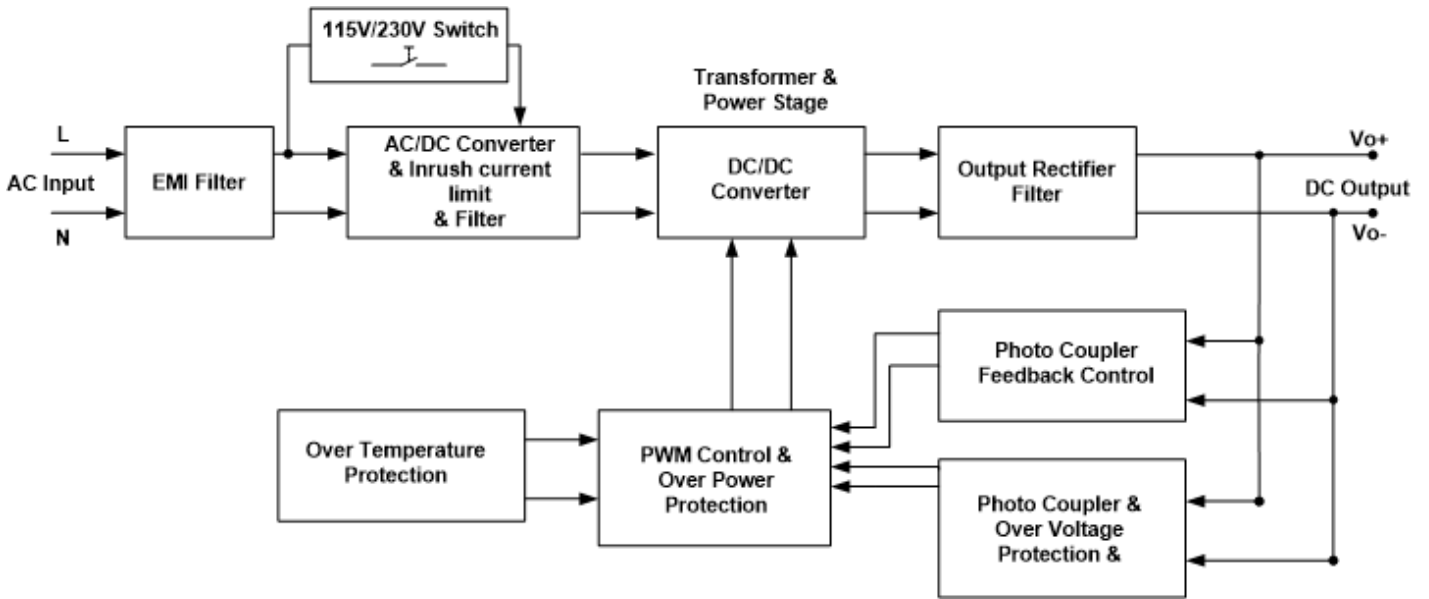 115V/230V Switch
Transformer &
Power Stage
L
AC Input
N
EMI Filter
AC/DC Converter
& Inrush current
limit
& Filter
DC/DC
Converter
Output Rectifier
Filter
Vo+
DC Output
Vo-
Photo Coupler
Feedback Control
Over Temperature
Protection
PWM Control &
Over Power
Protection
Photo Coupler &
Over Voltage
Protection &